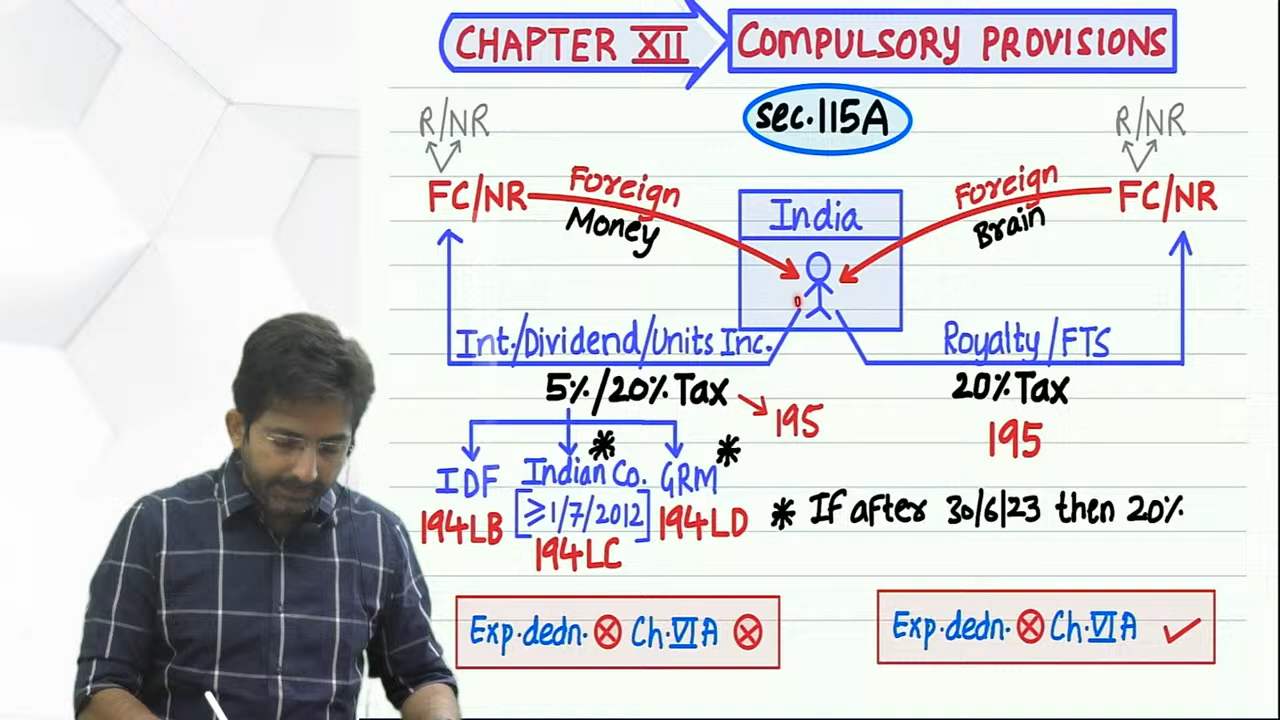 CHAPTER XII COMPULSORY PROVISIONS
sec.115A
R/NR R/NR
FC/NR Foreign Money India Foreign Brain FC/NR
Int./Dividend/Units Inc. Royalty/FTS
5%/20% Tax 195 20% Tax
195
IDF Indian Co. * GRM *
194LB [≥1/7/2012] 194LD * If after 30/6/23 then 20%
194LC
Exp.dedn. ⊗ Ch.VIA ⊗ Exp.dedn. ⊗ Ch.VIA ✓